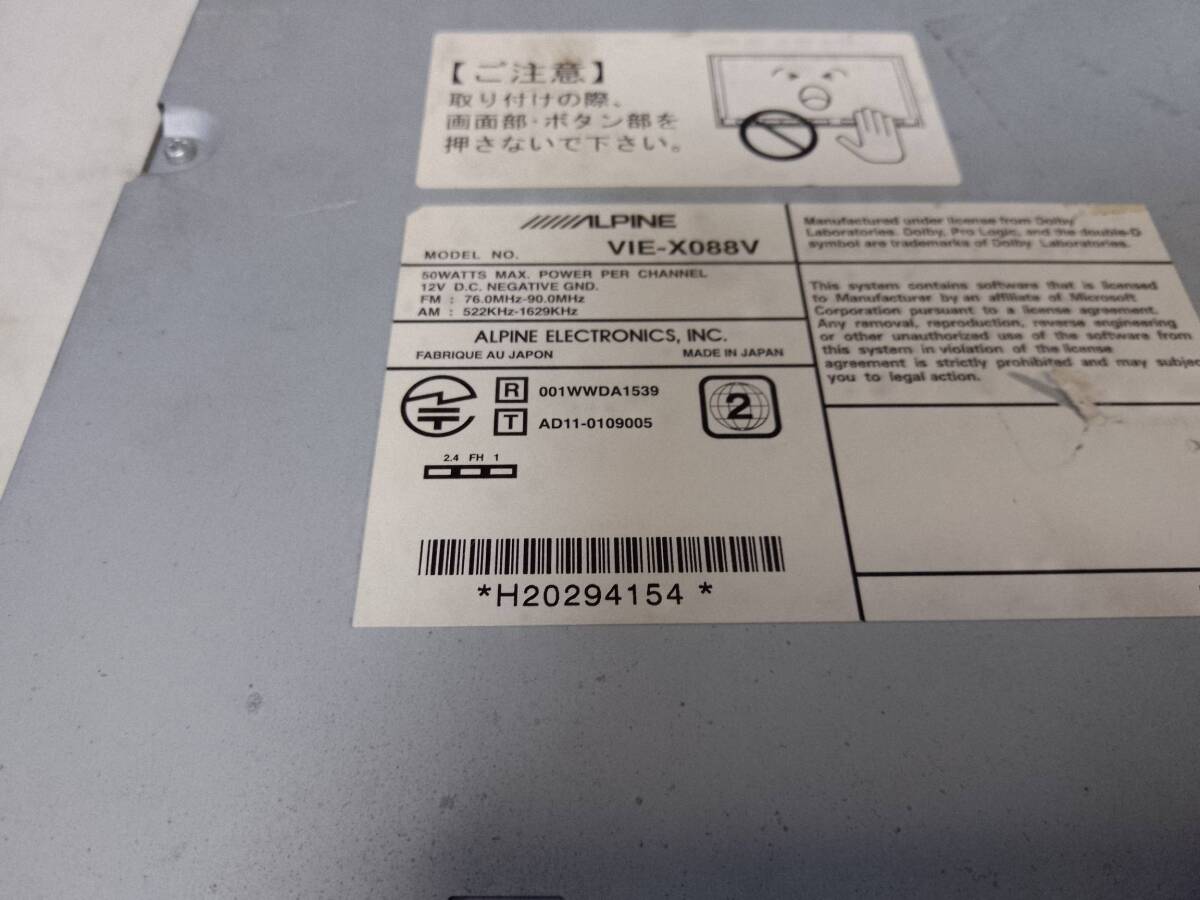 【ご注意】
取り付けの際、
画面部・ボタン部を
押さないで下さい。
ALPINE
MODEL NO. VIE-X088V
50WATTS MAX. POWER PER CHANNEL
12V D.C. NEGATIVE GND.
FM : 76.0MHz-90.0MHz
AM : 522KHz-1629KHz
ALPINE ELECTRONICS, INC.
FABRIQUE AU JAPON MADE IN JAPAN
R 001WWDA1539
T AD11-0109005
2
2.4 FH 1
*H20294154*
Manufactured under license from Dolby
Laboratories. Dolby, Pro Logic, and the double-D
symbol are trademarks of Dolby Laboratories.
This system contains software that is licensed
to Manufacturer by an affiliate of Microsoft
Corporation pursuant to a license agreement.
Any removal, reproduction, reverse engineering
or other unauthorized use of the software from
this system in violation of the license
agreement is strictly prohibited and may subjec
you to legal action.